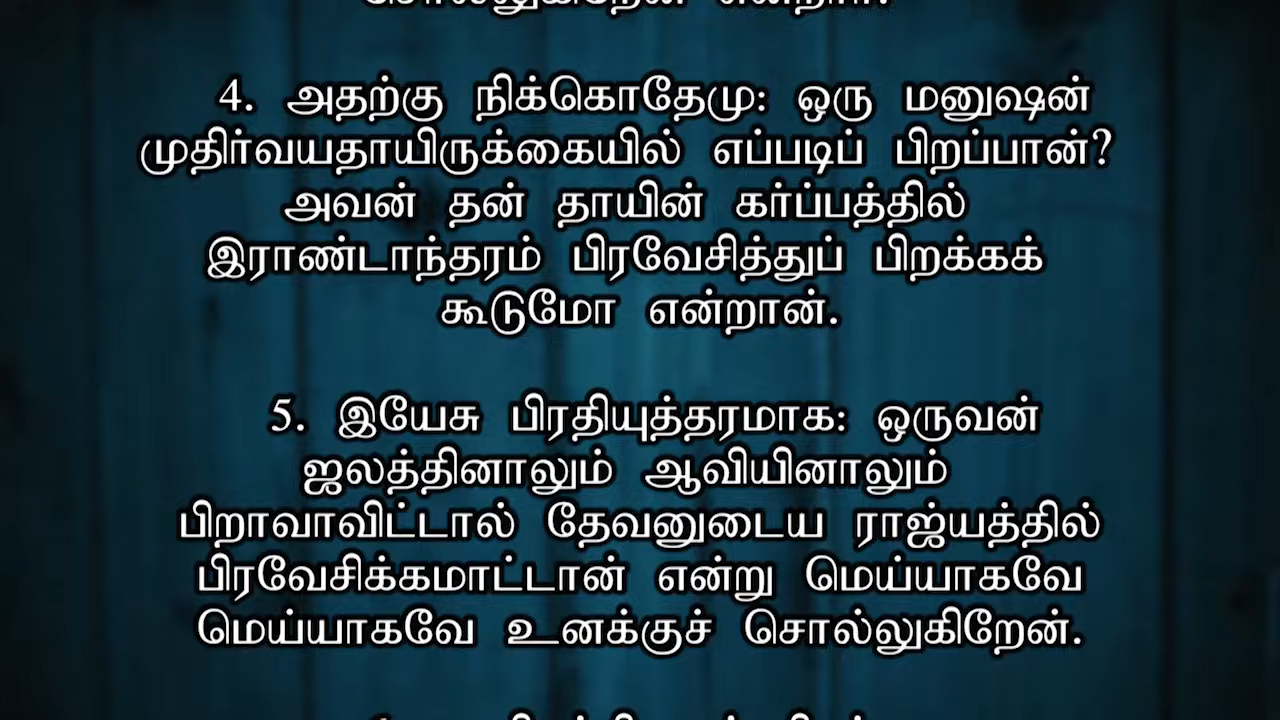 சொல்லுகிறேன் என்றார்.
4. அதற்கு நிக்கொதேமு: ஒரு மனுஷன்
முதிர்வயதாயிருக்கையில் எப்படிப் பிறப்பான்?
அவன் தன் தாயின் கர்ப்பத்தில்
இராண்டாந்தரம் பிரவேசித்துப் பிறக்கக்
கூடுமோ என்றான்.
5. இயேசு பிரதியுத்தரமாக: ஒருவன்
ஜலத்தினாலும் ஆவியினாலும்
பிறாவாவிட்டால் தேவனுடைய ராஜ்யத்தில்
பிரவேசிக்கமாட்டான் என்று மெய்யாகவே
மெய்யாகவே உனக்குச் சொல்லுகிறேன்.